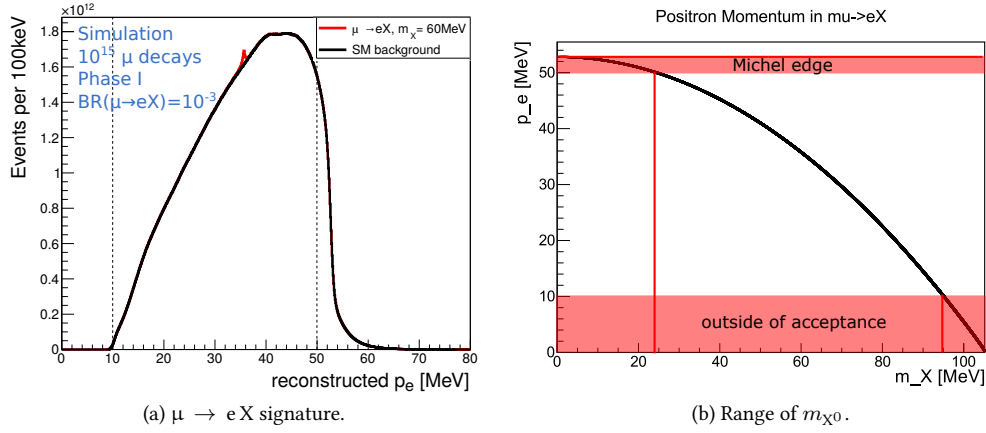 ×10¹²
μ →eX, m_X = 60MeV
SM background
Simulation
10¹⁵ μ decays
Phase I
BR(μ→eX)=10⁻³
Events per 100keV
1.8
1.6
1.4
1.2
1
0.8
0.6
0.4
0.2
0
0 10 20 30 40 50 60 70 80
reconstructed p_e [MeV]
(a) μ → e X signature.
Positron Momentum in mu->eX
p_e [MeV]
Michel edge
50
40
30
20
10
outside of acceptance
0
0 20 40 60 80 100
m_X [MeV]
(b) Range of m_X⁰.